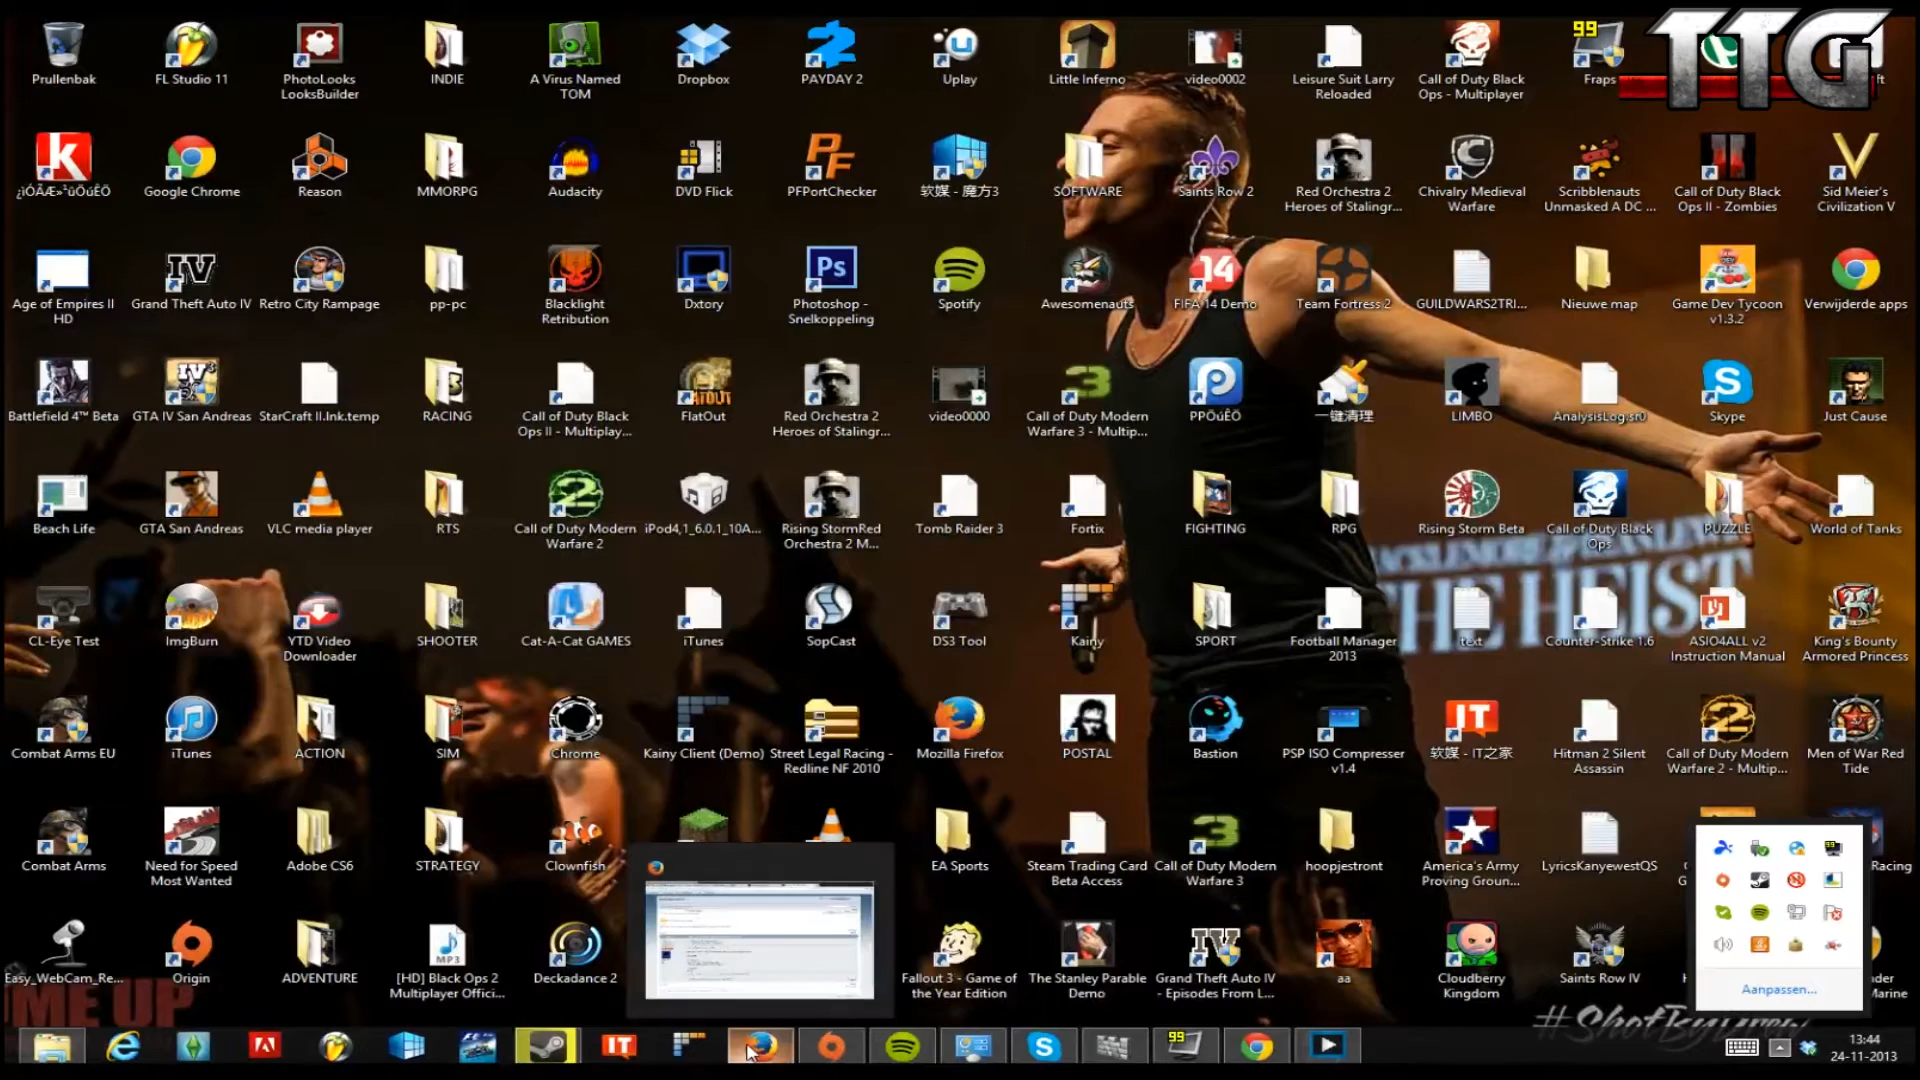 Prullenbak
FL Studio 11
PhotoLooks
LooksBuilder
INDIE
A Virus Named
TOM
Dropbox
PAYDAY 2
Uplay
Little Inferno
video0002
Leisure Suit Larry
Reloaded
Call of Duty Black
Ops - Multiplayer
99
Fraps
TTG
¿ìÓÃÆ»¹ûÖúÊÖ
Google Chrome
Reason
MMORPG
Audacity
DVD Flick
PFPortChecker
软媒 - 魔方3
SOFTWARE
Saints Row 2
Red Orchestra 2
Heroes of Stalingr...
Chivalry Medieval
Warfare
Scribblenauts
Unmasked A DC ...
Call of Duty Black
Ops II - Zombies
Sid Meier's
Civilization V
Age of Empires II
HD
Grand Theft Auto IV
Retro City Rampage
pp-pc
Blacklight
Retribution
Dxtory
Photoshop -
Snelkoppeling
Spotify
Awesomenauts
FIFA 14 Demo
Team Fortress 2
GUILDWARS2TRI...
Nieuwe map
Game Dev Tycoon
v1.3.2
Verwijderde apps
Battlefield 4™ Beta
GTA IV San Andreas
StarCraft II.lnk.temp
RACING
Call of Duty Black
Ops II - Multiplay...
FlatOut
Red Orchestra 2
Heroes of Stalingr...
video0000
Call of Duty Modern
Warfare 3 - Multip...
PPÖúÊÖ
一键清理
LIMBO
AnalysisLog.sr0
Skype
Just Cause
Beach Life
GTA San Andreas
VLC media player
RTS
Call of Duty Modern
Warfare 2
iPod4,1_6.0.1_10A...
Rising StormRed
Orchestra 2 M...
Tomb Raider 3
Fortix
FIGHTING
RPG
Rising Storm Beta
Call of Duty Black
Ops
PUZZLE
World of Tanks
THE HEIST
CL-Eye Test
ImgBurn
YTD Video
Downloader
SHOOTER
Cat-A-Cat GAMES
iTunes
SopCast
DS3 Tool
Kainy
SPORT
Football Manager
2013
text
Counter-Strike 1.6
ASIO4ALL v2
Instruction Manual
King's Bounty
Armored Princess
Combat Arms EU
iTunes
ACTION
SIM
Chrome
Kainy Client (Demo)
Street Legal Racing -
Redline NF 2010
Mozilla Firefox
POSTAL
Bastion
PSP ISO Compresser
v1.4
软媒 - IT之家
Hitman 2 Silent
Assassin
Call of Duty Modern
Warfare 2 - Multip...
Men of War Red
Tide
Combat Arms
Need for Speed
Most Wanted
Adobe CS6
STRATEGY
Clownfish
EA Sports
Steam Trading Card
Beta Access
Call of Duty Modern
Warfare 3
hoopjestront
America's Army
Proving Groun...
LyricsKanyewestQS
Racing
Easy_WebCam_Re...
Origin
ADVENTURE
[HD] Black Ops 2
Multiplayer Offici...
Deckadance 2
Fallout 3 - Game of
the Year Edition
The Stanley Parable
Demo
Grand Theft Auto IV
- Episodes From L...
aa
Cloudberry
Kingdom
Saints Row IV
Marine
Aanpassen...
ME UP
13:44
24-11-2013